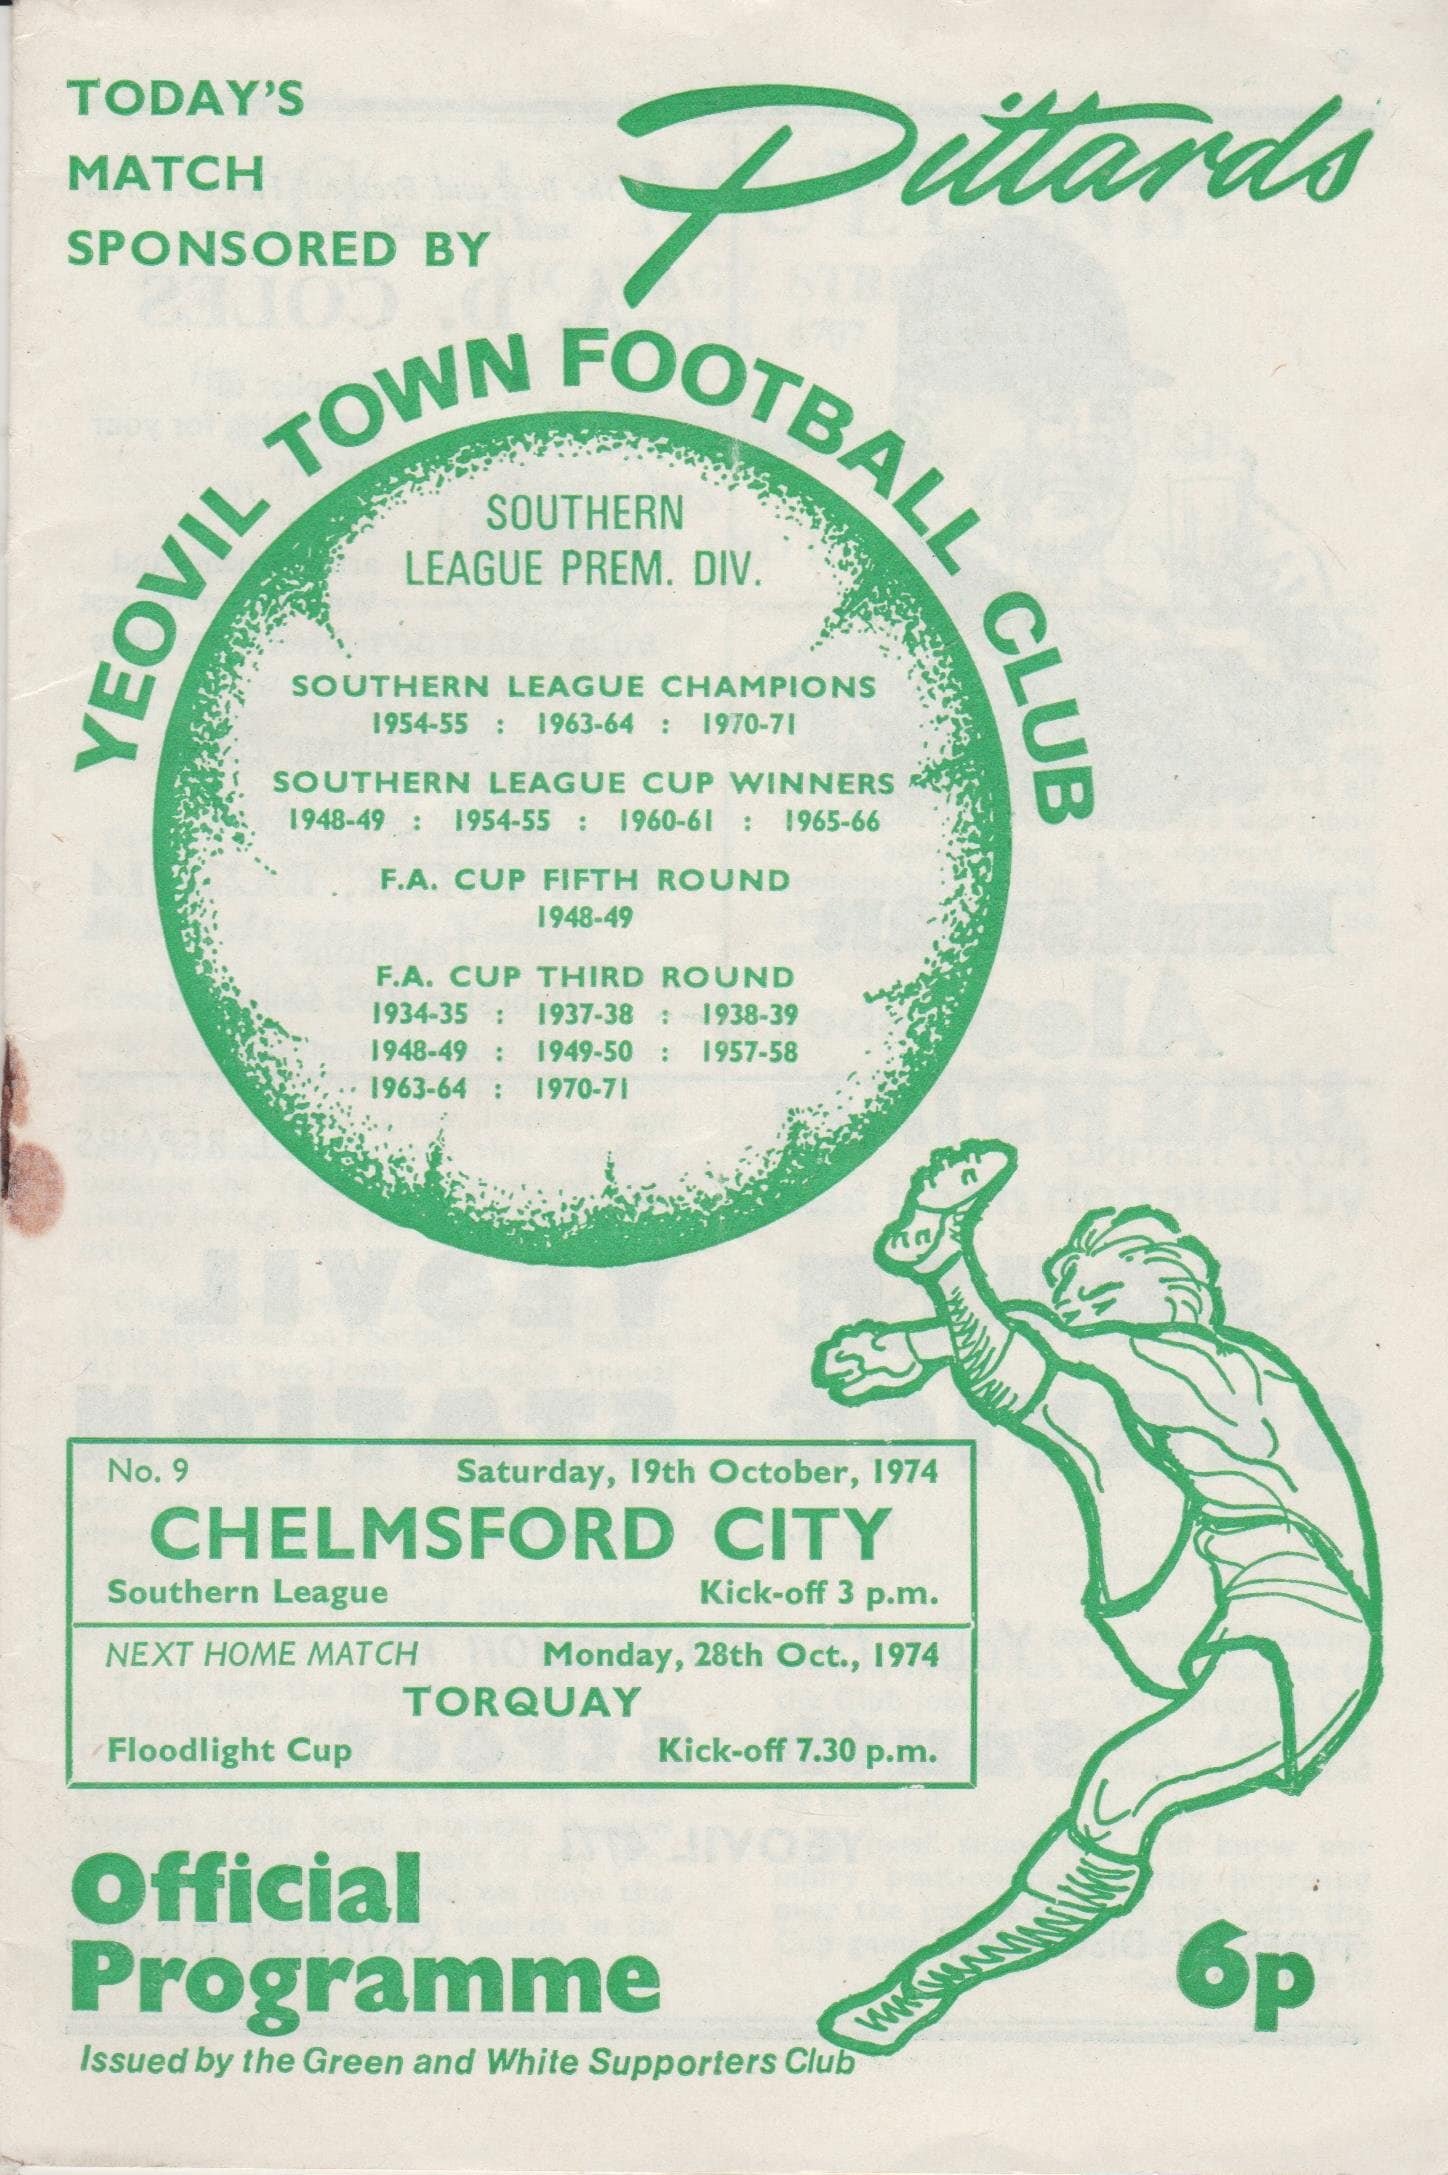 TODAY'S
MATCH
SPONSORED BY
Pittards
YEOVIL TOWN FOOTBALL CLUB
SOUTHERN
LEAGUE PREM. DIV.
SOUTHERN LEAGUE CHAMPIONS
1954-55 : 1963-64 : 1970-71
SOUTHERN LEAGUE CUP WINNERS
1948-49 : 1954-55 : 1960-61 : 1965-66
F.A. CUP FIFTH ROUND
1948-49
F.A. CUP THIRD ROUND
1934-35 : 1937-38 : 1938-39
1948-49 : 1949-50 : 1957-58
1963-64 : 1970-71
No. 9 Saturday, 19th October, 1974
CHELMSFORD CITY
Southern League Kick-off 3 p.m.
NEXT HOME MATCH Monday, 28th Oct., 1974
TORQUAY
Floodlight Cup Kick-off 7.30 p.m.
Official
Programme
6p
Issued by the Green and White Supporters Club